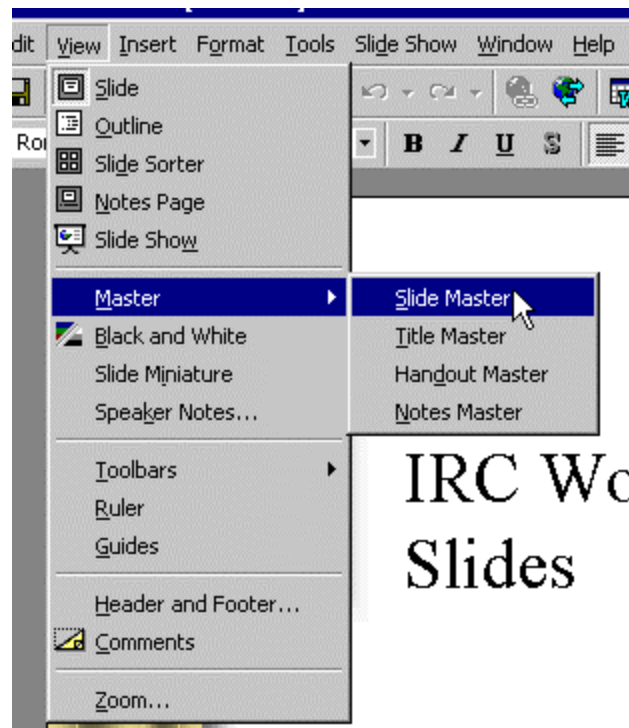 View Insert Format Tools Slide Show Window Help
Slide
Outline
B I U S
Slide Sorter
Notes Page
Slide Show
Master
Slide Master
Black and White
Title Master
Slide Miniature
Handout Master
Speaker Notes...
Notes Master
Toolbars
IRC
Ruler
Slides
Guides
Header and Footer...
Comments
Zoom...